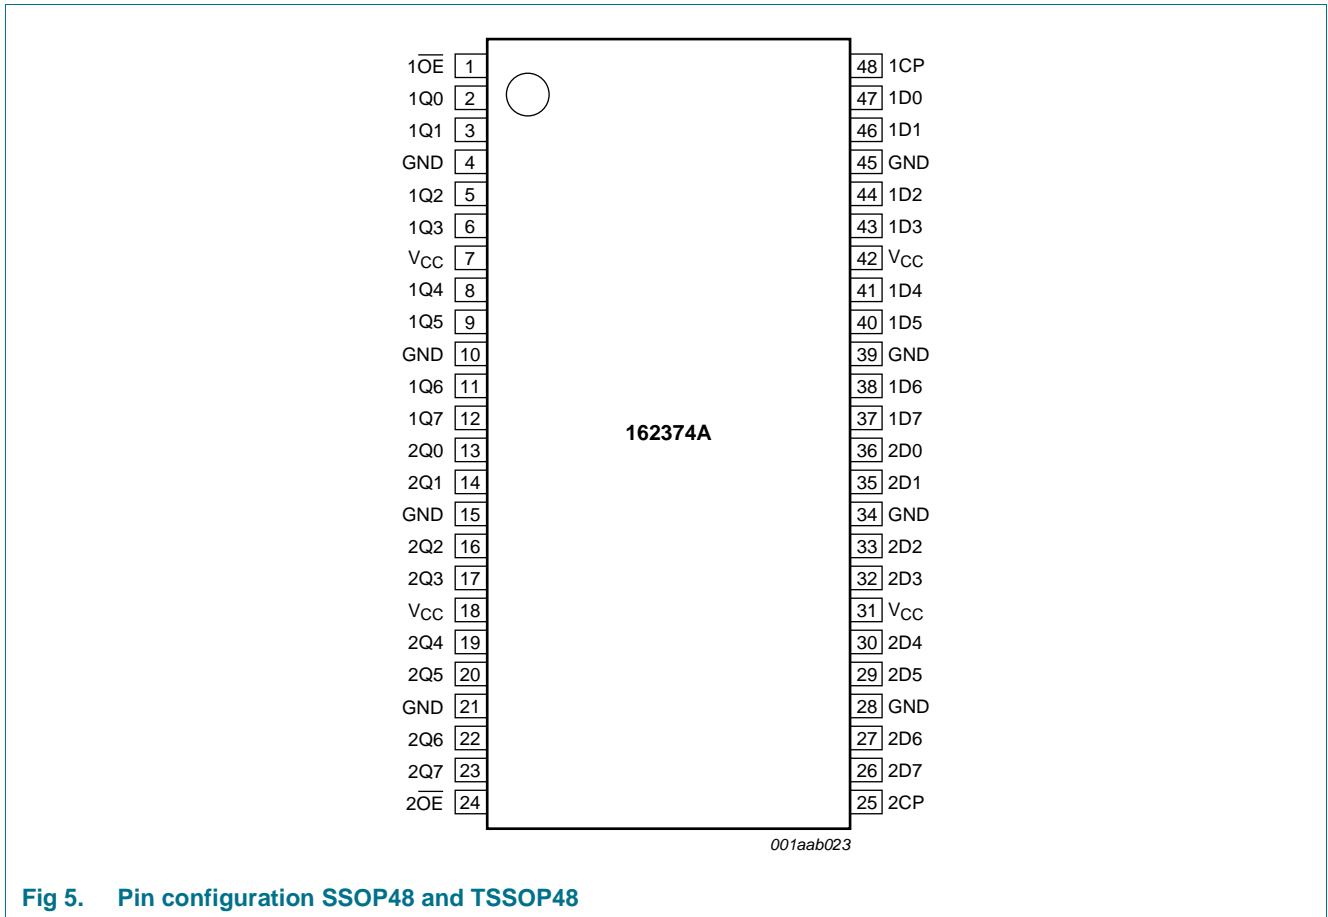 1O̅E̅ 1 48 1CP
1Q0 2 47 1D0
1Q1 3 46 1D1
GND 4 45 GND
1Q2 5 44 1D2
1Q3 6 43 1D3
VCC 7 42 VCC
1Q4 8 41 1D4
1Q5 9 40 1D5
GND 10 39 GND
1Q6 11 38 1D6
1Q7 12 37 1D7
162374A
2Q0 13 36 2D0
2Q1 14 35 2D1
GND 15 34 GND
2Q2 16 33 2D2
2Q3 17 32 2D3
VCC 18 31 VCC
2Q4 19 30 2D4
2Q5 20 29 2D5
GND 21 28 GND
2Q6 22 27 2D6
2Q7 23 26 2D7
2O̅E̅ 24 25 2CP
001aab023
Fig 5. Pin configuration SSOP48 and TSSOP48